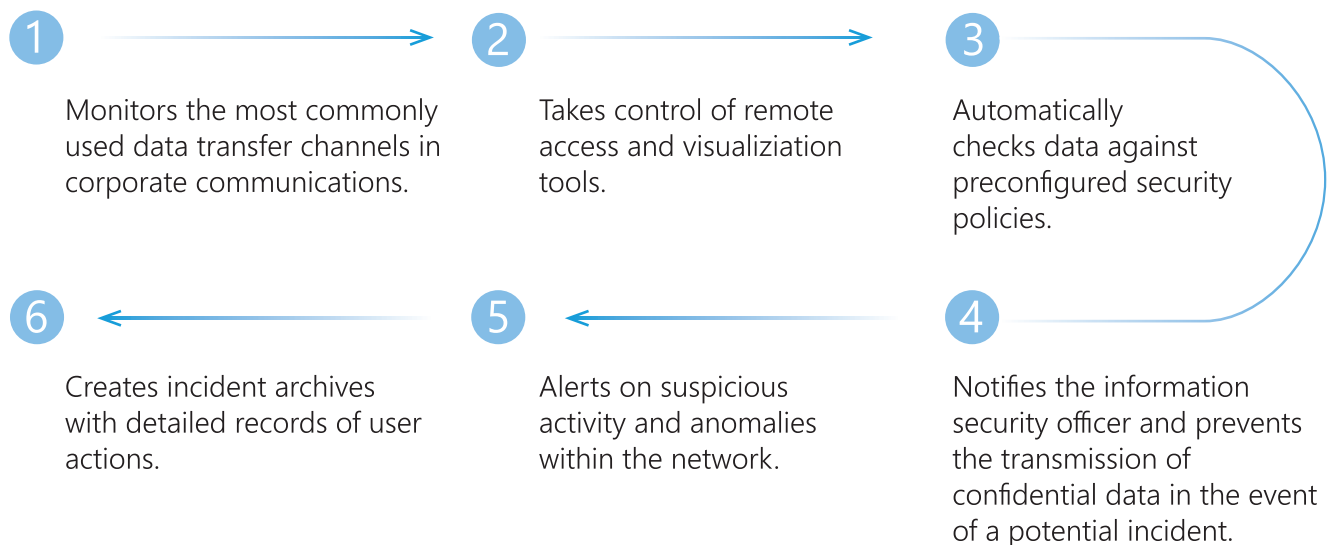 1
Monitors the most commonly
used data transfer channels in
corporate communications.
2
Takes control of remote
access and visualiziation
tools.
3
Automatically
checks data against
preconfigured security
policies.
4
Notifies the information
security officer and prevents
the transmission of
confidential data in the event
of a potential incident.
5
Alerts on suspicious
activity and anomalies
within the network.
6
Creates incident archives
with detailed records of user
actions.